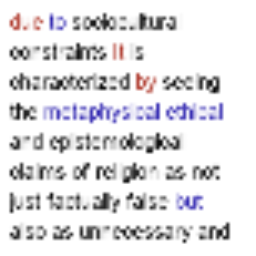 due to sociocultural
constraints It is
characterized by seeing
the metaphysical ethical
and epistemological
claims of religion as not
just factually false but
also as unnecessary and